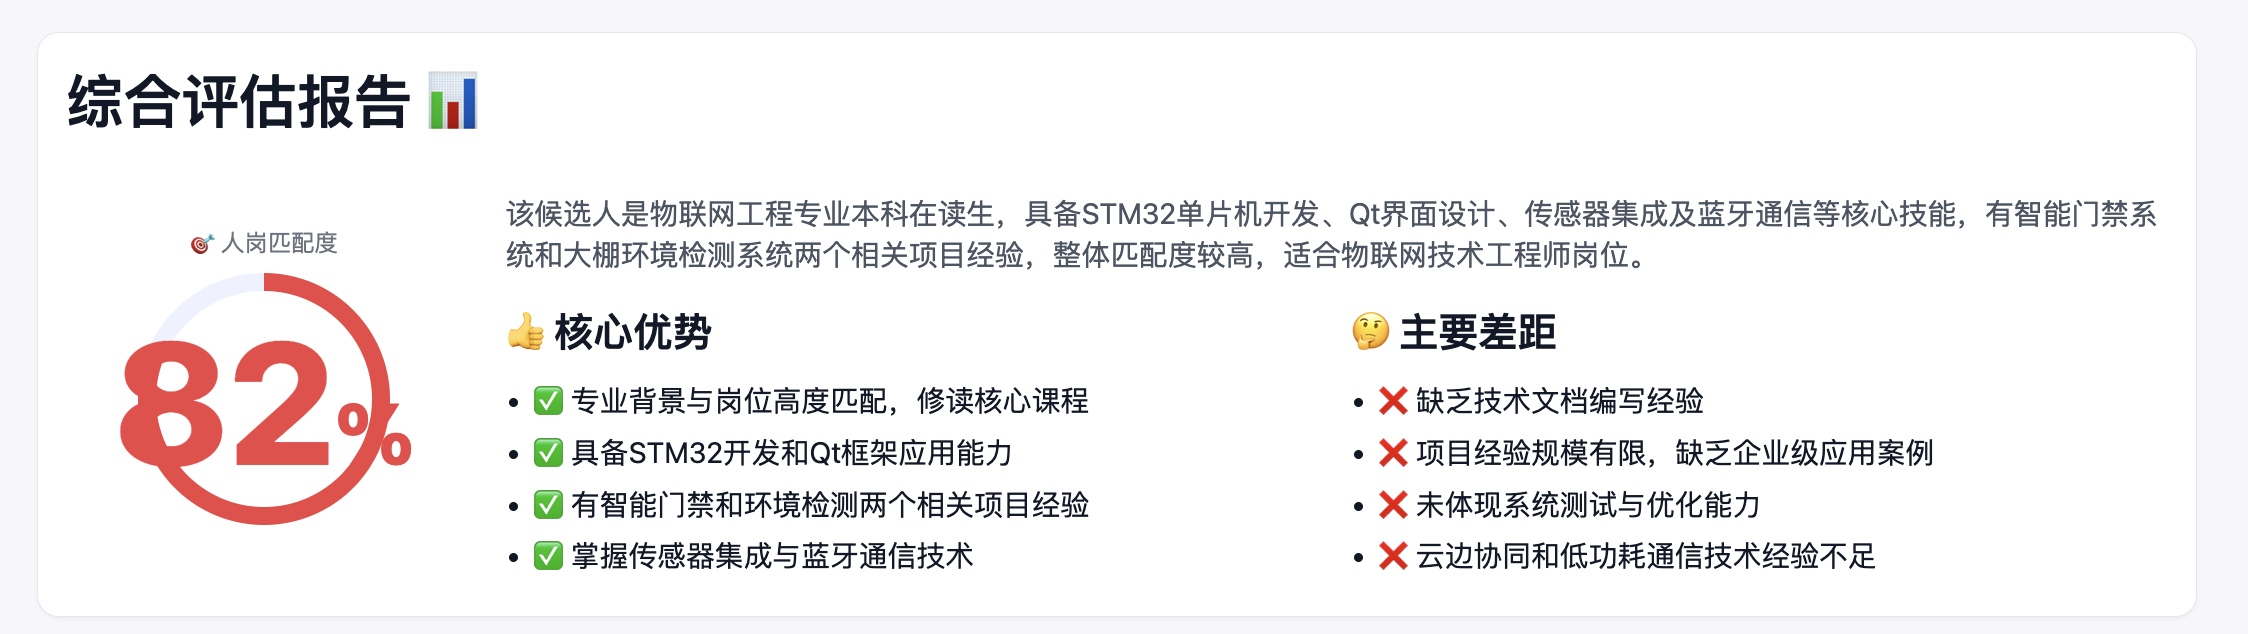 综合评估报告 📊
🎯 人岗匹配度
82%
该候选人是物联网工程专业本科在读生，具备STM32单片机开发、Qt界面设计、传感器集成及蓝牙通信等核心技能，有智能门禁系
统和大棚环境检测系统两个相关项目经验，整体匹配度较高，适合物联网技术工程师岗位。
👍 核心优势
• ✅ 专业背景与岗位高度匹配，修读核心课程
• ✅ 具备STM32开发和Qt框架应用能力
• ✅ 有智能门禁和环境检测两个相关项目经验
• ✅ 掌握传感器集成与蓝牙通信技术
🤔 主要差距
• ❌ 缺乏技术文档编写经验
• ❌ 项目经验规模有限，缺乏企业级应用案例
• ❌ 未体现系统测试与优化能力
• ❌ 云边协同和低功耗通信技术经验不足